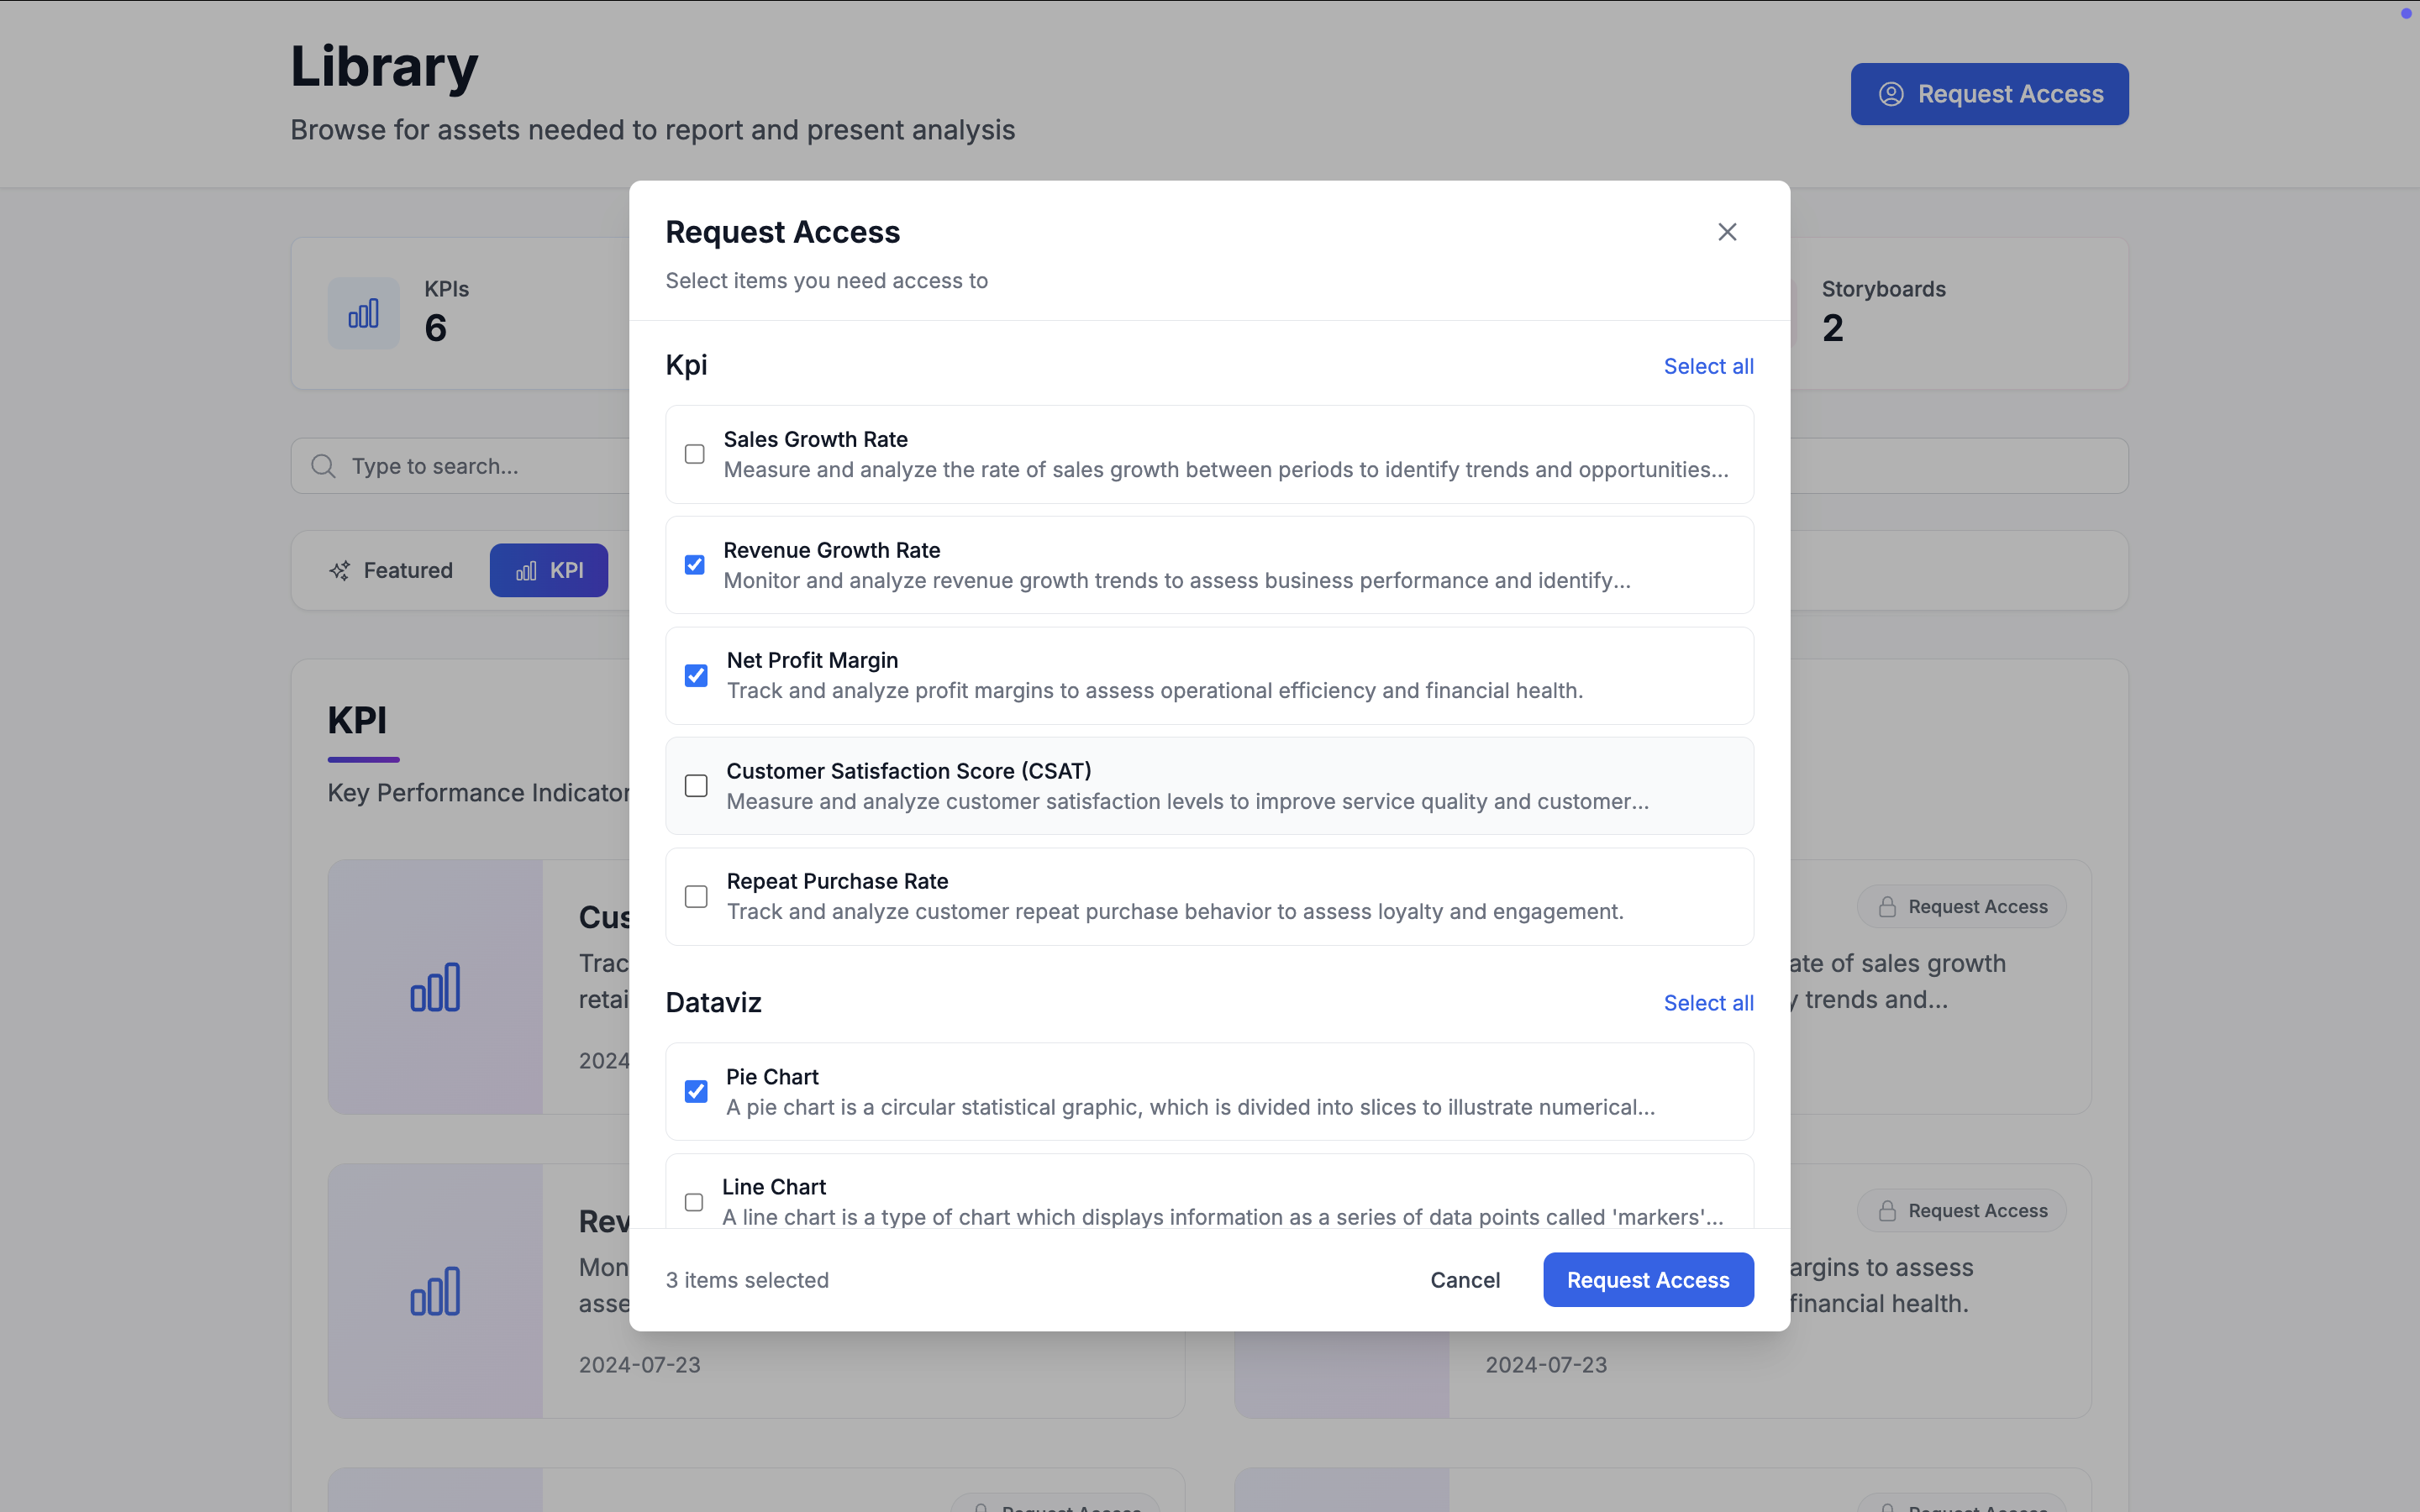 Library
Browse for assets needed to report and present analysis
Request Access
KPIs
6
Storyboards
2
Type to search...
Featured
KPI
KPI
Key Performance Indicator
Request Access
ate of sales growth
trends and...
2024
Mon
2024-07-23
Request Access
argins to assess
financial health.
2024-07-23
Request Access
Select items you need access to
Kpi
Select all
Sales Growth Rate
Measure and analyze the rate of sales growth between periods to identify trends and opportunities...
Revenue Growth Rate
Monitor and analyze revenue growth trends to assess business performance and identify...
Net Profit Margin
Track and analyze profit margins to assess operational efficiency and financial health.
Customer Satisfaction Score (CSAT)
Measure and analyze customer satisfaction levels to improve service quality and customer...
Repeat Purchase Rate
Track and analyze customer repeat purchase behavior to assess loyalty and engagement.
Dataviz
Select all
Pie Chart
A pie chart is a circular statistical graphic, which is divided into slices to illustrate numerical...
Line Chart
A line chart is a type of chart which displays information as a series of data points called 'markers'...
3 items selected
Cancel
Request Access